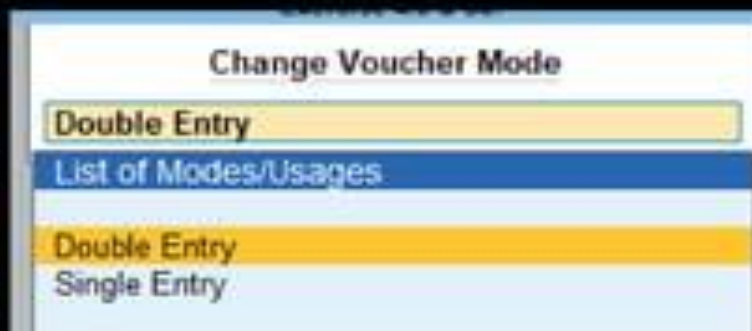 Change Voucher Mode
Double Entry
List of Modes/Usages
Double Entry
Single Entry